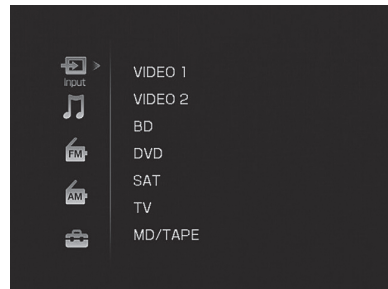 Input
VIDEO 1
VIDEO 2
BD
FM
DVD
SAT
AM
TV
MD/TAPE